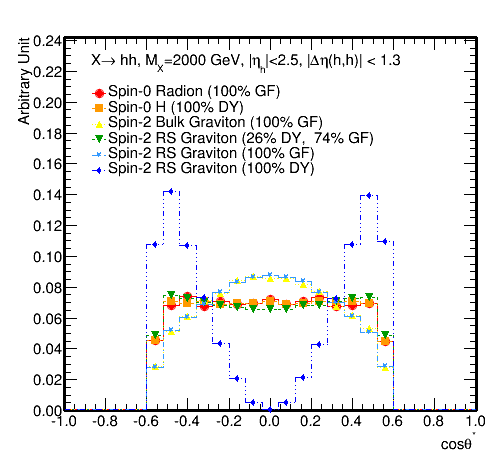 Arbitrary Unit
X→ hh, M_X=2000 GeV, |η_h|<2.5, |Δη(h,h)| < 1.3
Spin-0 Radion (100% GF)
Spin-0 H (100% DY)
Spin-2 Bulk Graviton (100% GF)
Spin-2 RS Graviton (26% DY, 74% GF)
Spin-2 RS Graviton (100% GF)
Spin-2 RS Graviton (100% DY)
0.24
0.22
0.20
0.18
0.16
0.14
0.12
0.10
0.08
0.06
0.04
0.02
0.00
-1.0 -0.8 -0.6 -0.4 -0.2 0.0 0.2 0.4 0.6 0.8 1.0
cosθ*